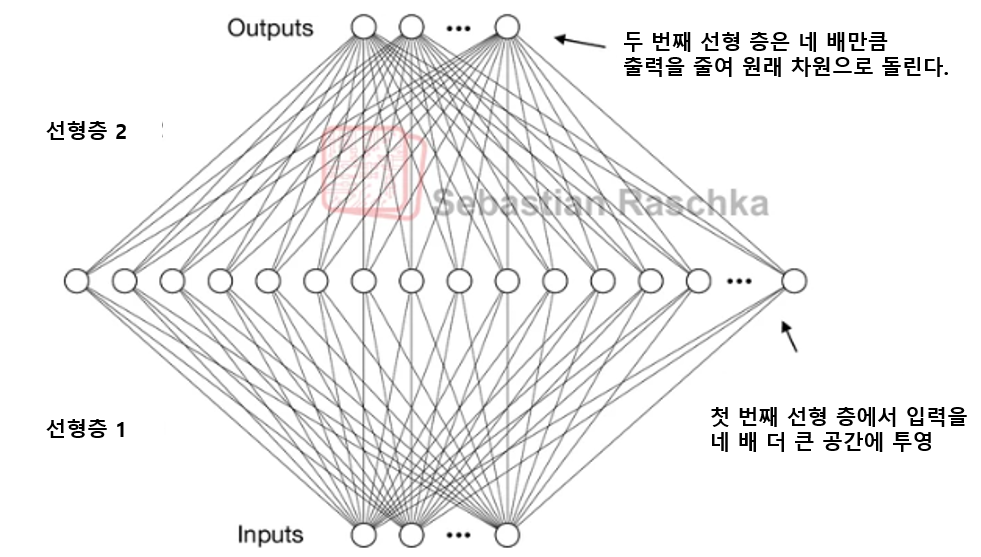 Outputs
두 번째 선형 층은 네 배만큼
출력을 줄여 원래 차원으로 돌린다.
선형층 2
Sebastian Raschka
선형층 1
첫 번째 선형 층에서 입력을
네 배 더 큰 공간에 투영
Inputs